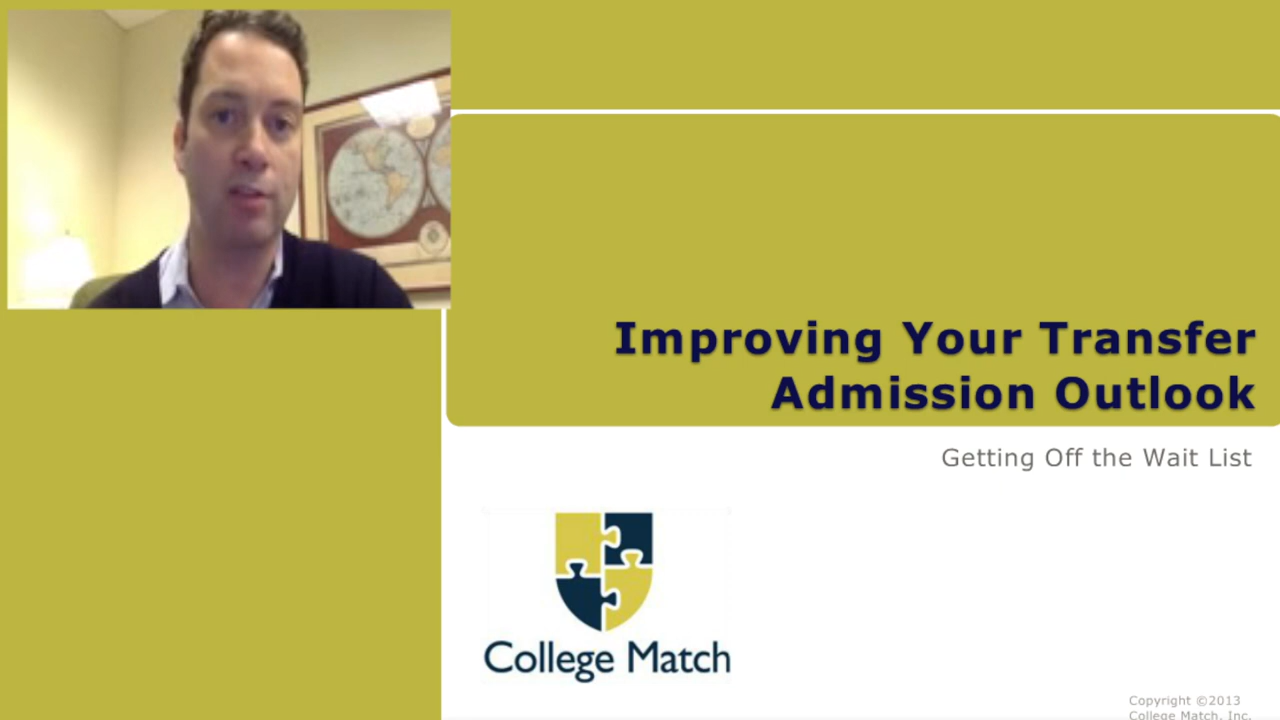 Improving Your Transfer
Admission Outlook
Getting Off the Wait List
College Match
Copyright ©2013
College Match, Inc.